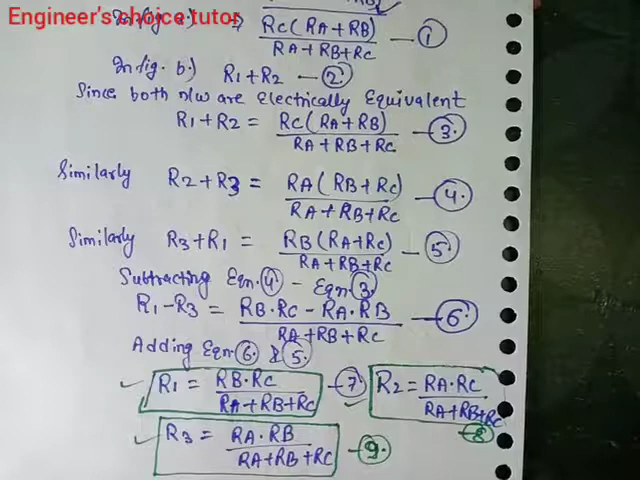 Engineer's choice tutor
In fig a.) ⇒ RC(RA+RB) / RA+RB+RC — ①
In fig. b.) R1+R2 — ②
Since both n/w are Electrically Equivalent
R1+R2 = RC(RA+RB) / RA+RB+RC — ③.
Similarly R2+R3 = RA(RB+RC) / RA+RB+RC — ④.
Similarly R3+R1 = RB(RA+RC) / RA+RB+RC — ⑤.
Subtracting Eqn. ④ - Eqn ③.
R1-R3 = RB.RC - RA.RB / RA+RB+RC — ⑥.
Adding Eqn. ⑥ & ⑤.
✓ R1 = RB.RC / RA+RB+RC — ⑦ ✓ R2 = RA.RC / RA+RB+RC — ⑧
✓ R3 = RA.RB / RA+RB+RC — ⑨.